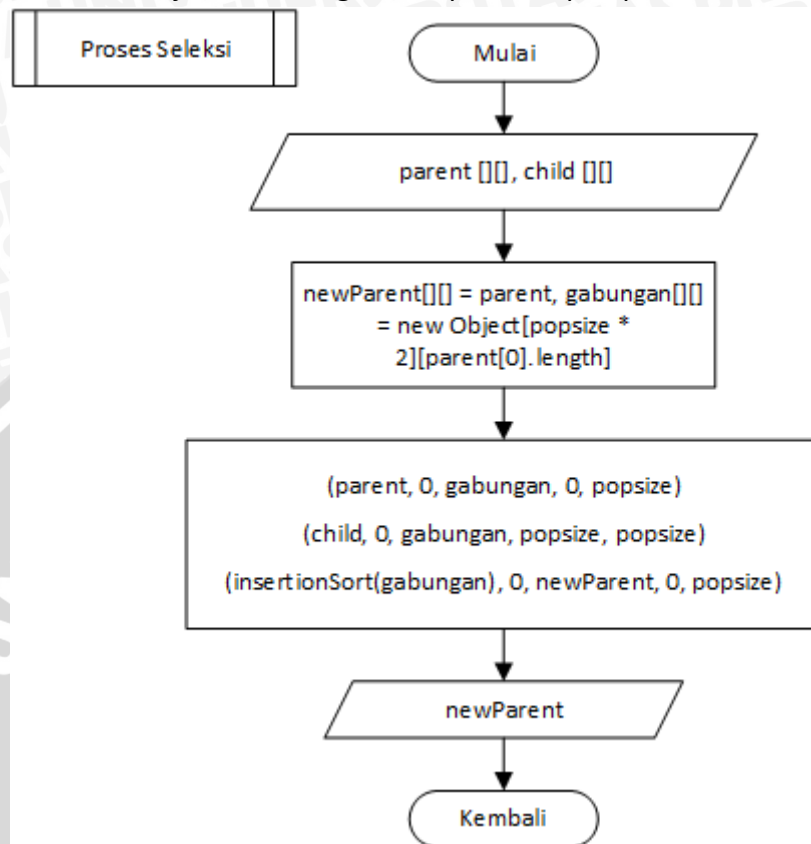 Proses Seleksi
Mulai
parent [][], child [][]
newParent[][] = parent, gabungan[][]
= new Object[popsize *
2][parent[0].length]
(parent, 0, gabungan, 0, popsize)
(child, 0, gabungan, popsize, popsize)
(insertionSort(gabungan), 0, newParent, 0, popsize)
newParent
Kembali